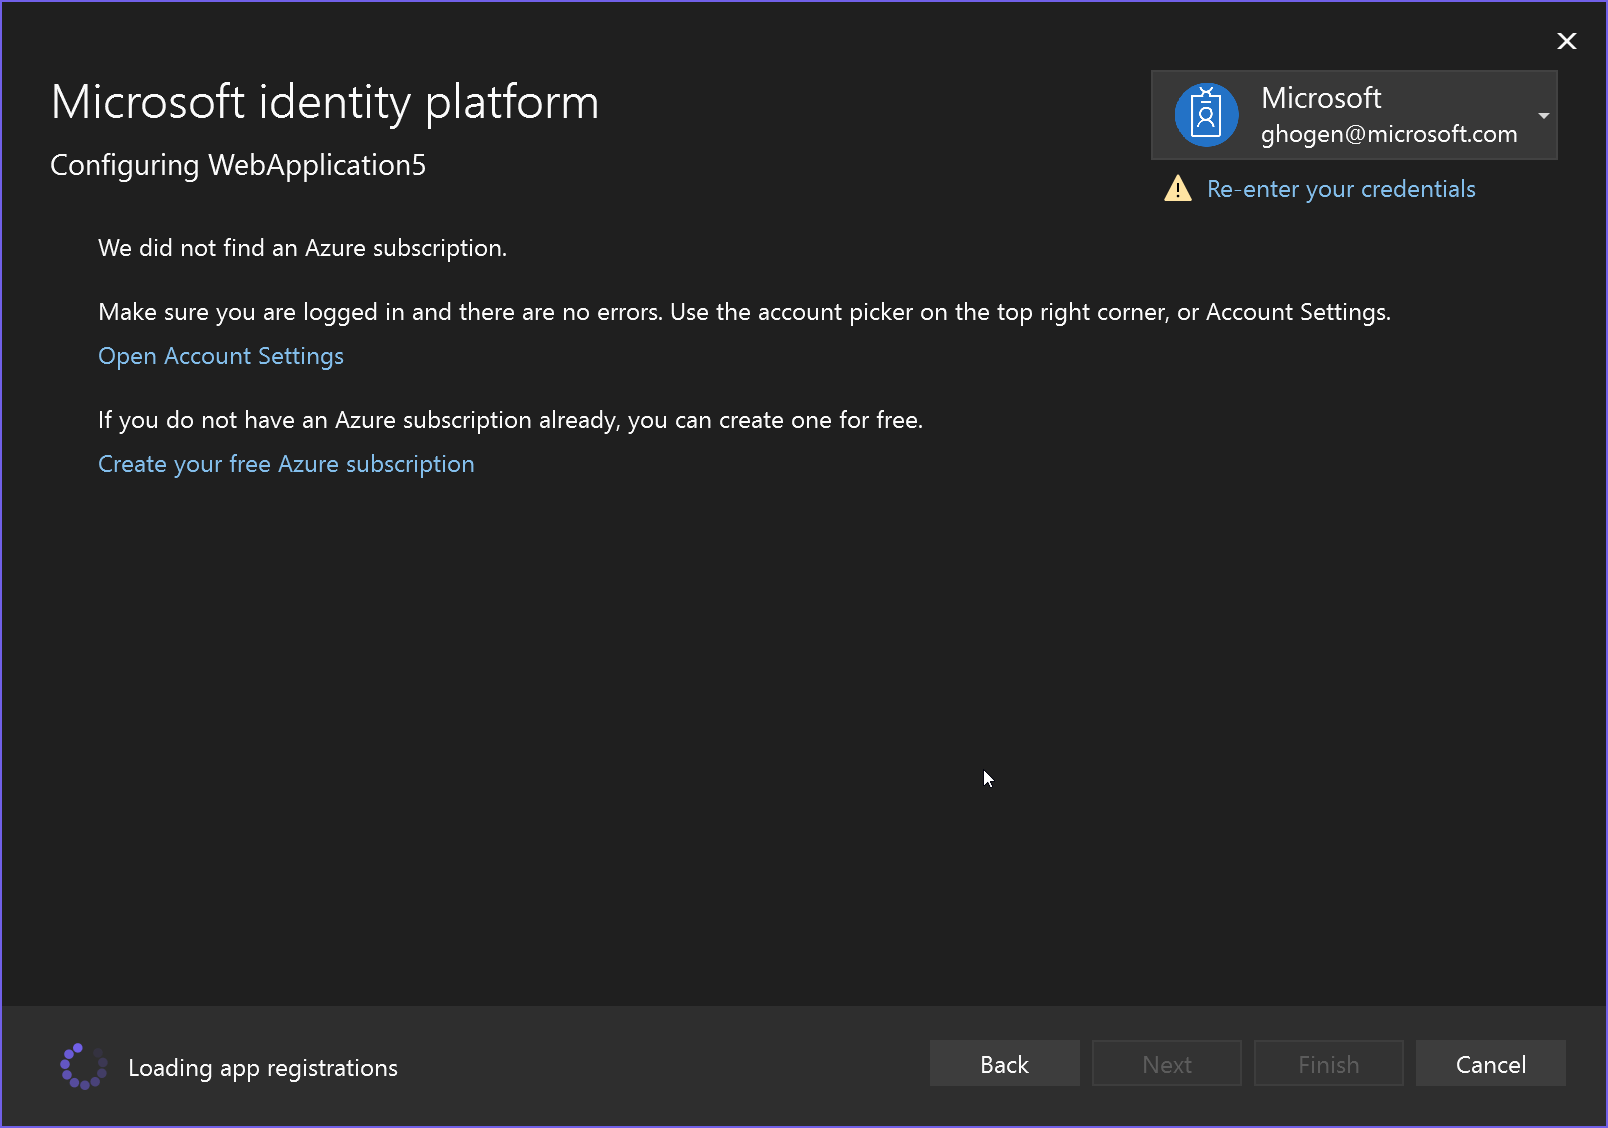 Microsoft identity platform
Configuring WebApplication5
Microsoft
ghogen@microsoft.com
Re-enter your credentials
We did not find an Azure subscription.
Make sure you are logged in and there are no errors. Use the account picker on the top right corner, or Account Settings.
Open Account Settings
If you do not have an Azure subscription already, you can create one for free.
Create your free Azure subscription
Loading app registrations
Back
Next
Finish
Cancel